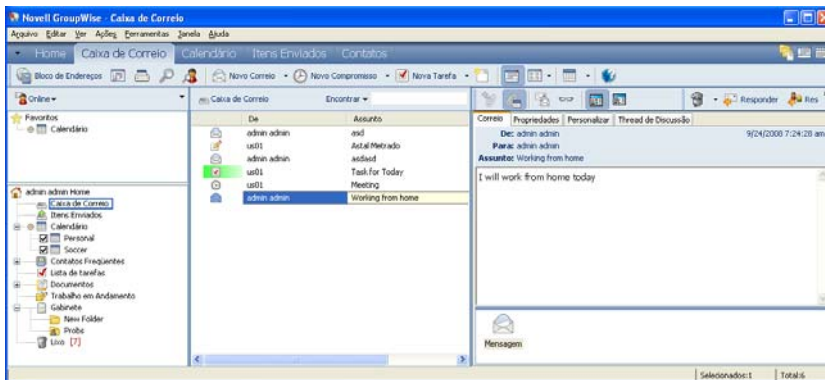 Novell GroupWise - Caixa de Correio
Arquivo Editar Ver Ações Ferramentas Janela Ajuda
Home Caixa de Correio Calendário Itens Enviados Contatos
Bloco de Endereços Novo Correio Novo Compromisso Nova Tarefa
Online Caixa de Correio Encontrar Responder Res
Favoritos
Calendário
De Assunto
admin admin asd
us01 Astal Metrado
admin admin asdasd
us01 Task for Today
us01 Meeting
admin admin Working from home
admin admin Home
Caixa de Correio
Itens Enviados
Calendário
Personal
Soccer
Contatos Freqüentes
Lista de tarefas
Documentos
Trabalho em Andamento
Gabinete
New Folder
Probs
Lixo [7]
Correio Propriedades Personalizar Thread de Discussão
De: admin admin 9/24/2008 7:24:28 am
Para: admin admin
Assunto: Working from home
I will work from home today
Mensagem
Selecionados:1 Total:6